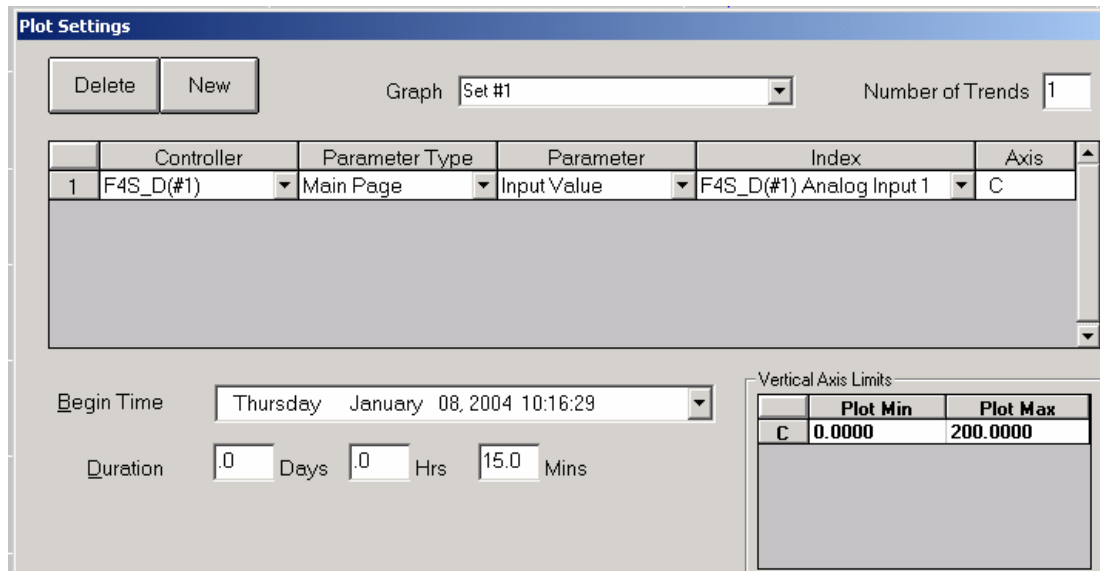 Plot Settings
Delete New Graph Set #1 Number of Trends 1
Controller Parameter Type Parameter Index Axis
1 F4S_D(#1) Main Page Input Value F4S_D(#1) Analog Input 1 C
Vertical Axis Limits
Begin Time Thursday January 08, 2004 10:16:29
Plot Min Plot Max
C 0.0000 200.0000
Duration .0 Days .0 Hrs 15.0 Mins